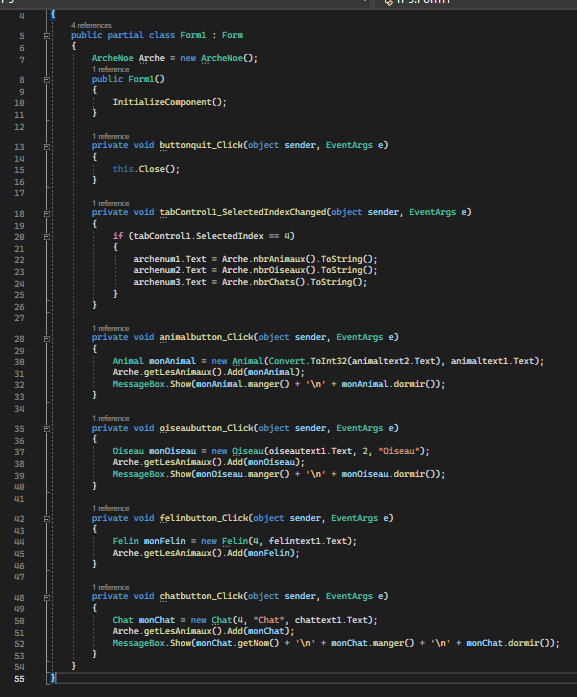 4 {
4 references
5 public partial class Form1 : Form
6 {
7 ArcheNoe Arche = new ArcheNoe();
1 reference
8 public Form1()
9 {
10 InitializeComponent();
11 }
12
1 reference
13 private void buttonquit_Click(object sender, EventArgs e)
14 {
15 this.Close();
16 }
17
1 reference
18 private void tabControl1_SelectedIndexChanged(object sender, EventArgs e)
19 {
20 if (tabControl1.SelectedIndex == 4)
21 {
22 archenum1.Text = Arche.nbrAnimaux().ToString();
23 archenum2.Text = Arche.nbrOiseaux().ToString();
24 archenum3.Text = Arche.nbrChats().ToString();
25 }
26 }
27
1 reference
28 private void animalbutton_Click(object sender, EventArgs e)
29 {
30 Animal monAnimal = new Animal(Convert.ToInt32(animaltext2.Text), animaltext1.Text);
31 Arche.getLesAnimaux().Add(monAnimal);
32 MessageBox.Show(monAnimal.manger() + '\n' + monAnimal.dormir());
33 }
34
1 reference
35 private void oiseaubutton_Click(object sender, EventArgs e)
36 {
37 Oiseau monOiseau = new Oiseau(oiseautext1.Text, 2, "Oiseau");
38 Arche.getLesAnimaux().Add(monOiseau);
39 MessageBox.Show(monOiseau.manger() + '\n' + monOiseau.dormir());
40 }
41
1 reference
42 private void felinbutton_Click(object sender, EventArgs e)
43 {
44 Felin monFelin = new Felin(4, felintext1.Text);
45 Arche.getLesAnimaux().Add(monFelin);
46 }
47
1 reference
48 private void chatbutton_Click(object sender, EventArgs e)
49 {
50 Chat monChat = new Chat(4, "Chat", chattext1.Text);
51 Arche.getLesAnimaux().Add(monChat);
52 MessageBox.Show(monChat.getNom() + '\n' + monChat.manger() + '\n' + monChat.dormir());
53 }
54 }
55 }